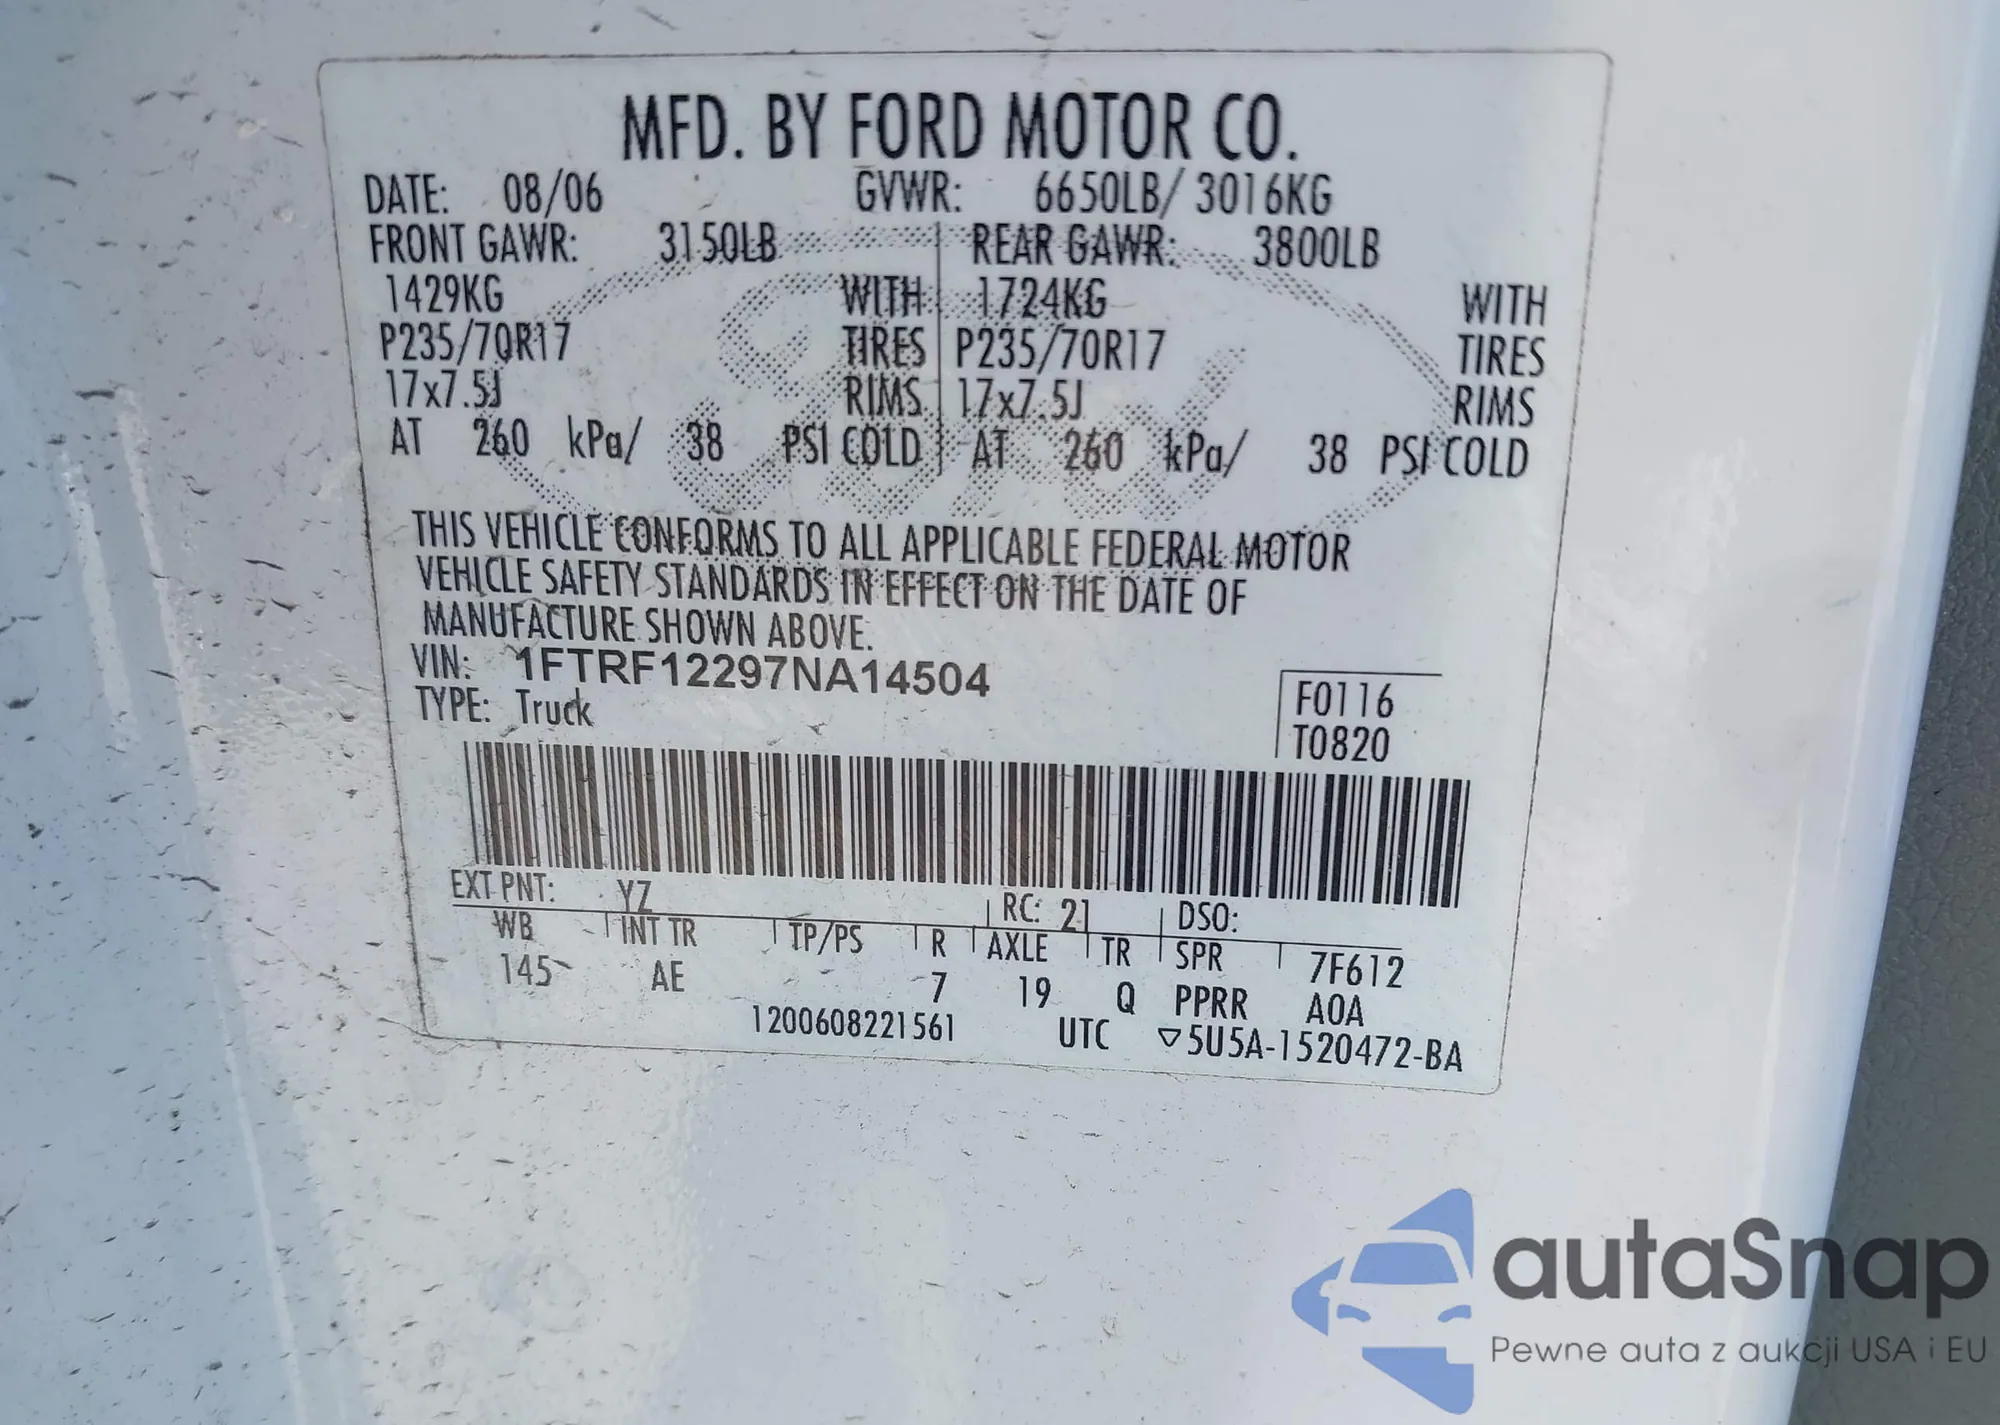 MFD. BY FORD MOTOR CO.
DATE: 08/06 GVWR: 6650LB/ 3016KG
FRONT GAWR: 3150LB REAR GAWR: 3800LB
1429KG WITH 1724KG WITH
P235/70R17 TIRES P235/70R17 TIRES
17x7.5J RIMS 17x7.5J RIMS
AT 260 kPa/ 38 PSI COLD AT 260 kPa/ 38 PSI COLD
THIS VEHICLE CONFORMS TO ALL APPLICABLE FEDERAL MOTOR
VEHICLE SAFETY STANDARDS IN EFFECT ON THE DATE OF
MANUFACTURE SHOWN ABOVE.
VIN: 1FTRF12297NA14504
TYPE: Truck
F0116
T0820
EXT PNT: YZ RC: 21 DSO:
WB INT TR TP/PS R AXLE TR SPR 7F612
145 AE 7 19 Q PPRR A0A
1200608221561 UTC ▽5U5A-1520472-BA
Ford
autaSnap
Pewne auta z aukcji USA i EU